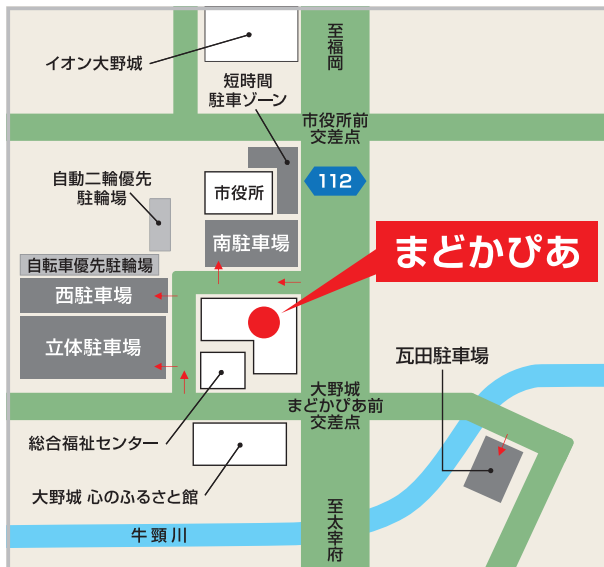 イオン大野城
至福岡
短時間
駐車ゾーン
市役所前
交差点
自動二輪優先
駐輪場
市役所
112
南駐車場
まどかぴあ
自転車優先駐輪場
西駐車場
立体駐車場
瓦田駐車場
大野城
まどかぴあ前
交差点
総合福祉センター
大野城 心のふるさと館
至太宰府
牛頸川